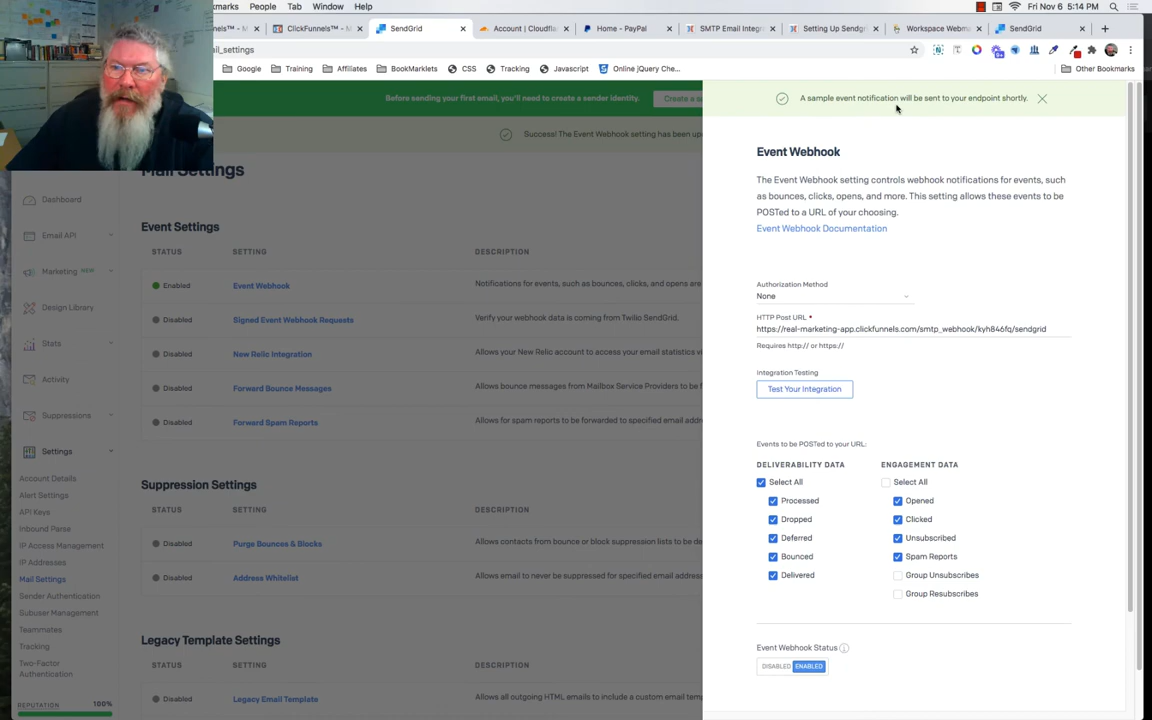 kmarks People Tab Window Help Fri Nov 6 5:14 PM
nnels™ – M... ClickFunnels™ – M... SendGrid Account | Cloudfla... Home – PayPal SMTP Email Integr... Setting Up Sendgr... Workspace Webma... SendGrid
il_settings
Google Training Affiliates BookMarklets CSS Tracking Javascript Online jQuery Che... Other Bookmarks
Before sending your first email, you'll need to create a sender identity. Create a s
Success! The Event Webhook setting has been up
Mail Settings
Dashboard
Email API
Marketing NEW
Design Library
Stats
Activity
Suppressions
Settings
Account Details
Alert Settings
API Keys
Inbound Parse
IP Access Management
IP Addresses
Mail Settings
Sender Authentication
Subuser Management
Teammates
Tracking
Two-Factor
Authentication
REPUTATION 100%
Event Settings
STATUS SETTING DESCRIPTION
Enabled Event Webhook Notifications for events, such as bounces, clicks, opens are
Disabled Signed Event Webhook Requests Verify your webhook data is coming from Twilio SendGrid.
Disabled New Relic Integration Allows your New Relic account to access your email statistics v
Disabled Forward Bounce Messages Allows for bounce messages from Mailbox Service Providers to be f
Disabled Forward Spam Reports Allows for spam reports to be forwarded to specified email addr
Suppression Settings
STATUS SETTING DESCRIPTION
Disabled Purge Bounces & Blocks Allows contacts from bounce or block suppression lists to be de
Disabled Address Whitelist Allows email to never be suppressed for specified email address
Legacy Template Settings
STATUS SETTING DESCRIPTION
Disabled Legacy Email Template Allows all outgoing HTML emails to include a custom email temp
A sample event notification will be sent to your endpoint shortly.
Event Webhook
The Event Webhook setting controls webhook notifications for events, such
as bounces, clicks, opens, and more. This setting allows these events to be
POSTed to a URL of your choosing.
Event Webhook Documentation
Authorization Method
None
HTTP Post URL •
https://real-marketing-app.clickfunnels.com/smtp_webhook/kyh846fq/sendgrid
Requires http:// or https://
Integration Testing
Test Your Integration
Events to be POSTed to your URL:
DELIVERABILITY DATA ENGAGEMENT DATA
Select All Select All
Processed Opened
Dropped Clicked
Deferred Unsubscribed
Bounced Spam Reports
Delivered Group Unsubscribes
Group Resubscribes
Event Webhook Status
DISABLED ENABLED